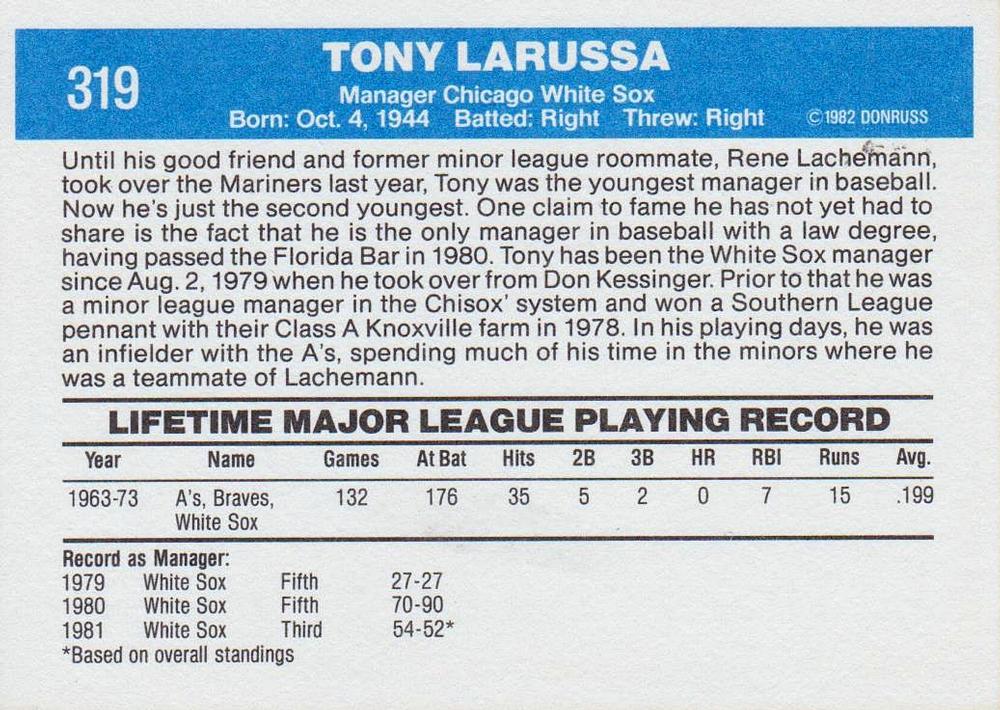 TONY LARUSSA
319
Manager Chicago White Sox
Born: Oct. 4, 1944 Batted: Right Threw: Right ©1982 DONRUSS
Until his good friend and former minor league roommate, Rene Lachemann,
took over the Mariners last year, Tony was the youngest manager in baseball.
Now he's just the second youngest. One claim to fame he has not yet had to
share is the fact that he is the only manager in baseball with a law degree,
having passed the Florida Bar in 1980. Tony has been the White Sox manager
since Aug. 2, 1979 when he took over from Don Kessinger. Prior to that he was
a minor league manager in the Chisox' system and won a Southern League
pennant with their Class A Knoxville farm in 1978. In his playing days, he was
an infielder with the A's, spending much of his time in the minors where he
was a teammate of Lachemann.
LIFETIME MAJOR LEAGUE PLAYING RECORD
Year Name Games At Bat Hits 2B 3B HR RBI Runs Avg.
1963-73 A's, Braves, 132 176 35 5 2 0 7 15 .199
White Sox
Record as Manager:
1979 White Sox Fifth 27-27
1980 White Sox Fifth 70-90
1981 White Sox Third 54-52*
*Based on overall standings